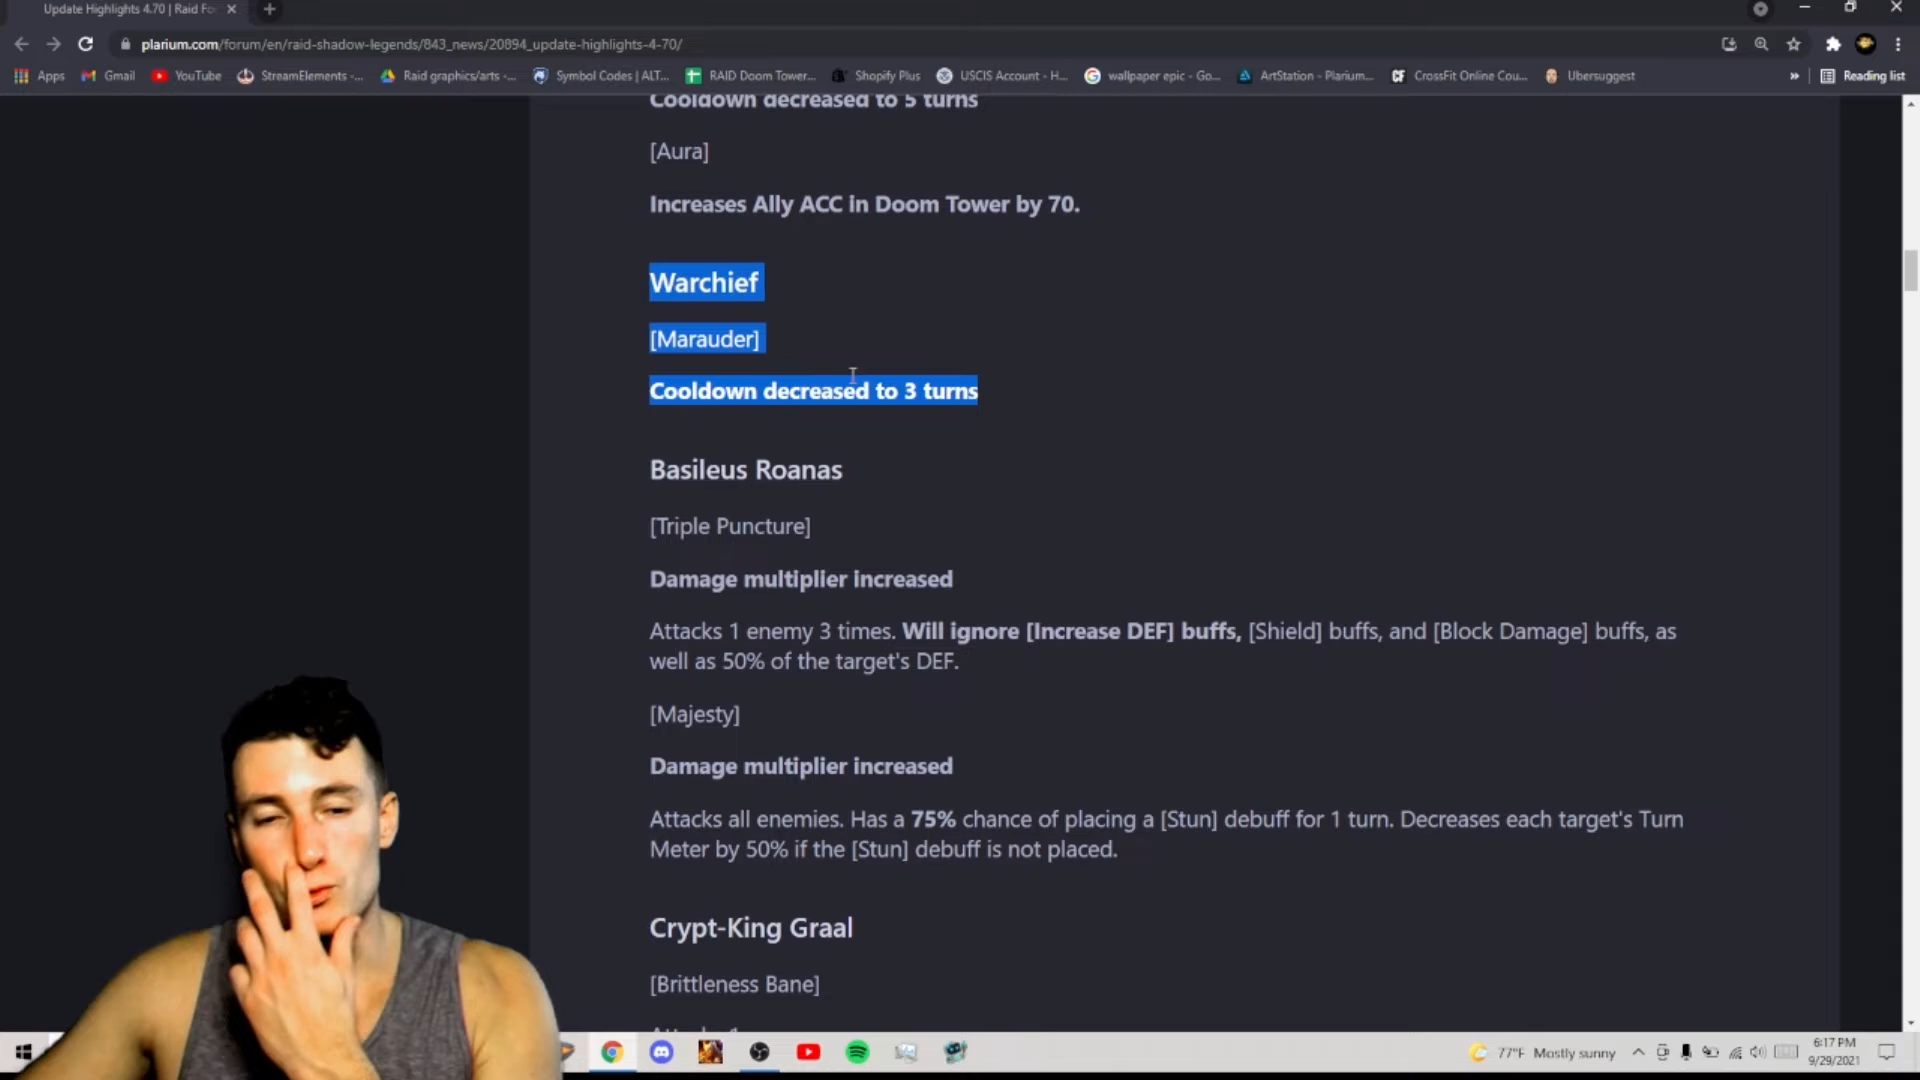 Update Highlights 4.70 | Raid Fo
plarium.com/forum/en/raid-shadow-legends/843_news/20894_update-highlights-4-70/
Apps Gmail YouTube StreamElements -... Raid graphics/arts -... Symbol Codes | ALT... RAID Doom Tower... Shopify Plus USCIS Account - H... wallpaper epic - Go... ArtStation - Plarium... CrossFit Online Cou... Ubersuggest » Reading list
Cooldown decreased to 5 turns
[Aura]
Increases Ally ACC in Doom Tower by 70.
Warchief
[Marauder]
Cooldown decreased to 3 turns
Basileus Roanas
[Triple Puncture]
Damage multiplier increased
Attacks 1 enemy 3 times. Will ignore [Increase DEF] buffs, [Shield] buffs, and [Block Damage] buffs, as
well as 50% of the target's DEF.
[Majesty]
Damage multiplier increased
Attacks all enemies. Has a 75% chance of placing a [Stun] debuff for 1 turn. Decreases each target's Turn
Meter by 50% if the [Stun] debuff is not placed.
Crypt-King Graal
[Brittleness Bane]
77°F Mostly sunny
6:17 PM
9/29/2021